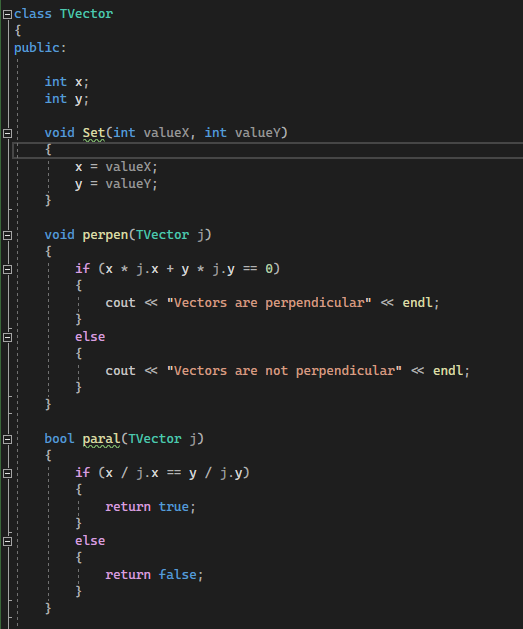 class TVector
{
public:
int x;
int y;
void Set(int valueX, int valueY)
{
x = valueX;
y = valueY;
}
void perpen(TVector j)
{
if (x * j.x + y * j.y == 0)
{
cout << "Vectors are perpendicular" << endl;
}
else
{
cout << "Vectors are not perpendicular" << endl;
}
}
bool paral(TVector j)
{
if (x / j.x == y / j.y)
{
return true;
}
else
{
return false;
}
}